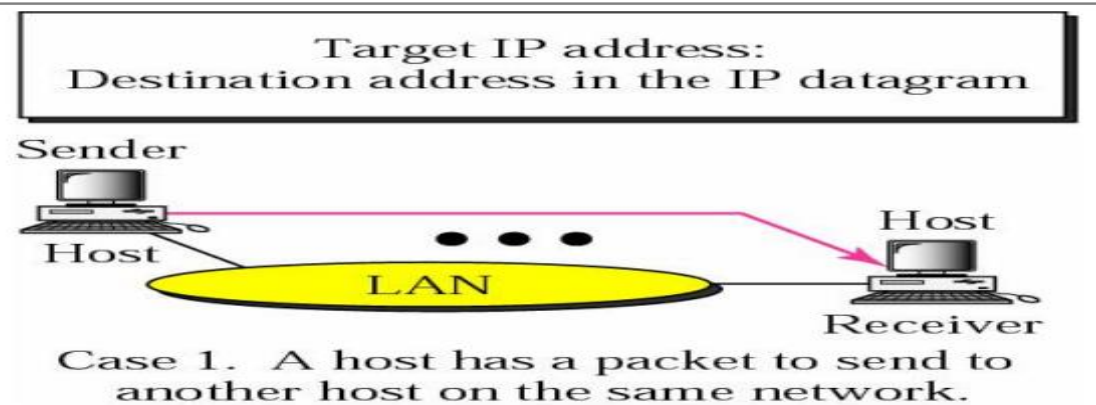 Target IP address:
Destination address in the IP datagram
Sender
Host
Host
LAN
Receiver
Case 1. A host has a packet to send to
another host on the same network.